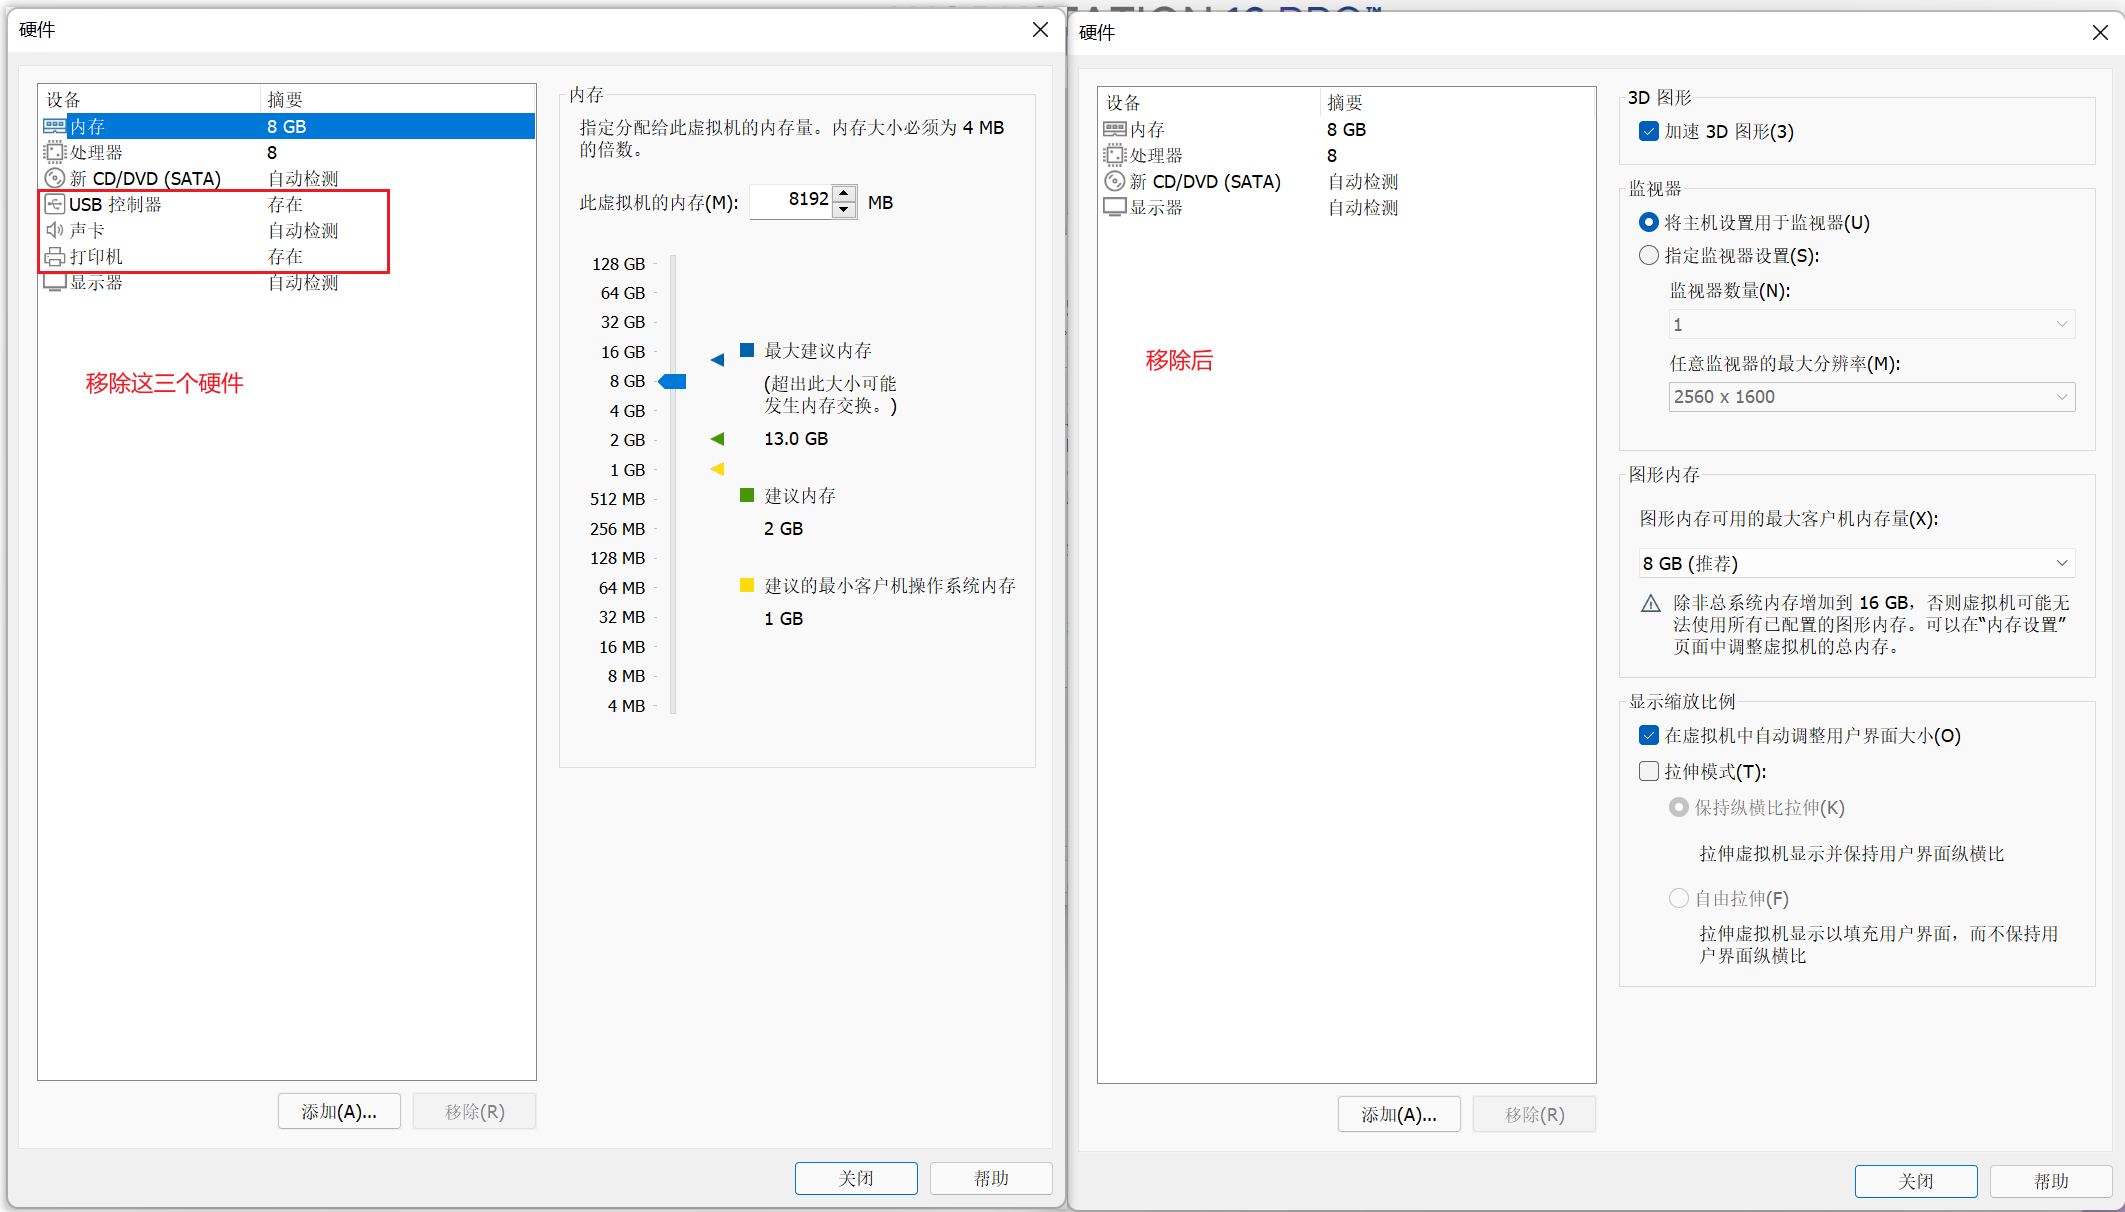 硬件
设备 摘要
内存 8 GB
处理器 8
新 CD/DVD (SATA) 自动检测
USB 控制器 存在
声卡 自动检测
打印机 存在
显示器 自动检测
移除这三个硬件
添加(A)...
移除(R)
内存
指定分配给此虚拟机的内存量。内存大小必须为 4 MB
的倍数。
此虚拟机的内存(M): 8192 MB
128 GB
64 GB
32 GB
16 GB
8 GB
4 GB
2 GB
1 GB
512 MB
256 MB
128 MB
64 MB
32 MB
16 MB
8 MB
4 MB
最大建议内存
(超出此大小可能
发生内存交换。)
13.0 GB
建议内存
2 GB
建议的最小客户机操作系统内存
1 GB
关闭
帮助
硬件
设备 摘要
内存 8 GB
处理器 8
新 CD/DVD (SATA) 自动检测
显示器 自动检测
移除后
添加(A)...
移除(R)
3D 图形
加速 3D 图形(3)
监视器
将主机设置用于监视器(U)
指定监视器设置(S):
监视器数量(N):
1
任意监视器的最大分辨率(M):
2560 x 1600
图形内存
图形内存可用的最大客户机内存量(X):
8 GB (推荐)
除非总系统内存增加到 16 GB，否则虚拟机可能无
法使用所有已配置的图形内存。可以在“内存设置”
页面中调整虚拟机的总内存。
显示缩放比例
在虚拟机中自动调整用户界面大小(O)
拉伸模式(T):
保持纵横比拉伸(K)
拉伸虚拟机显示并保持用户界面纵横比
自由拉伸(F)
拉伸虚拟机显示以填充用户界面，而不保持用
户界面纵横比
关闭
帮助